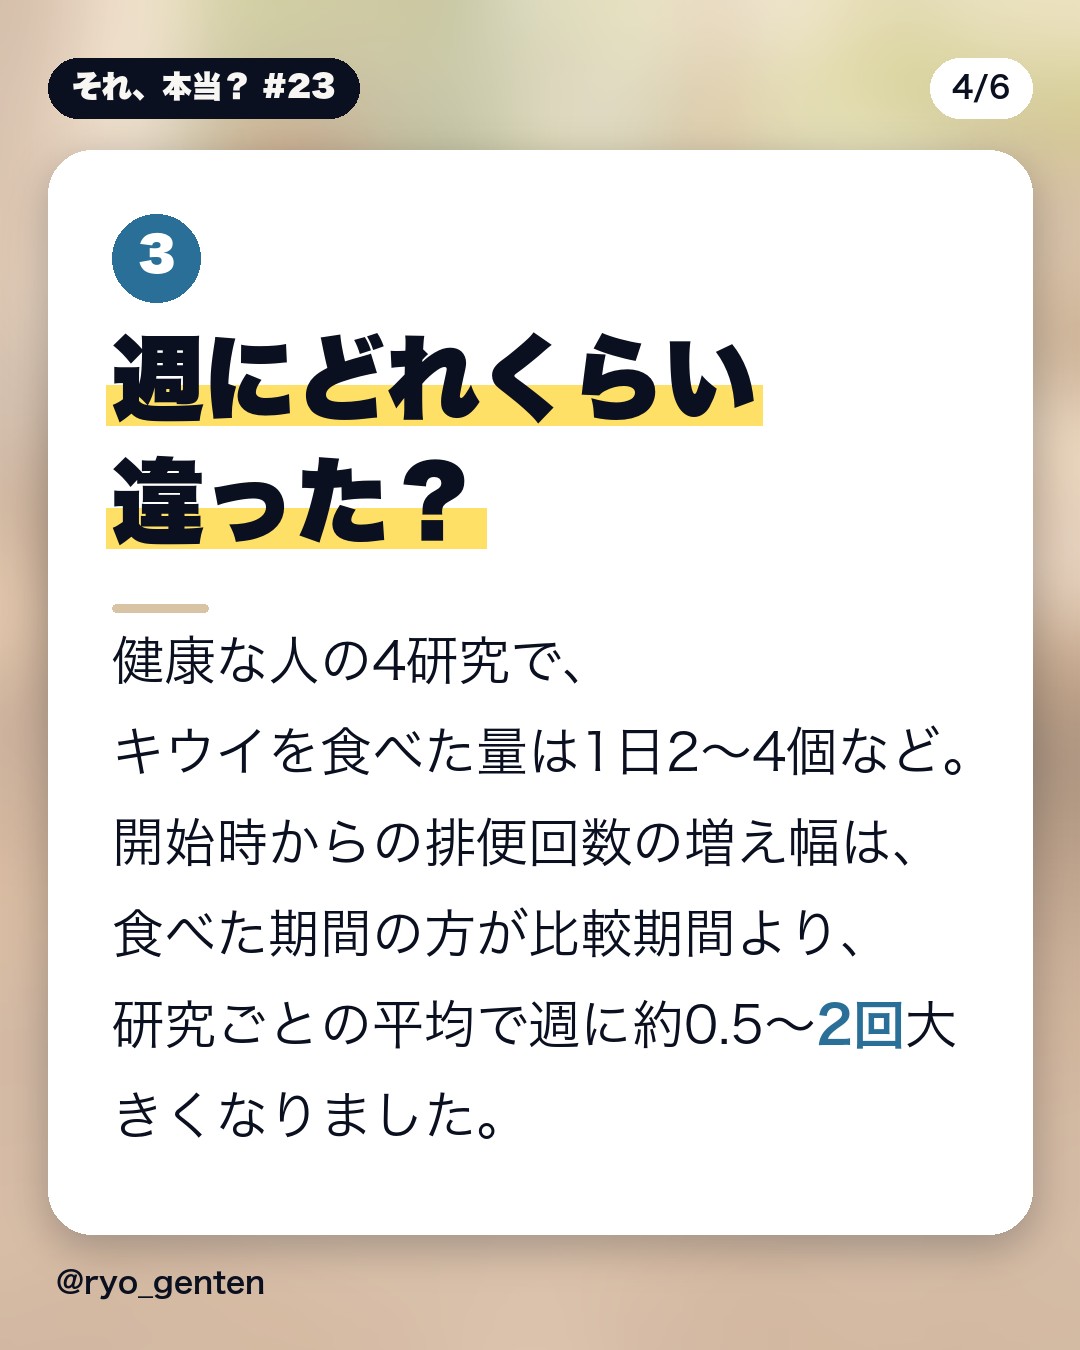 それ、本当？ #23
4/6
3
週にどれくらい
違った？
健康な人の4研究で、
キウイを食べた量は1日2〜4個など。
開始時からの排便回数の増え幅は、
食べた期間の方が比較期間より、
研究ごとの平均で週に約0.5〜2回大
きくなりました。
@ryo_genten